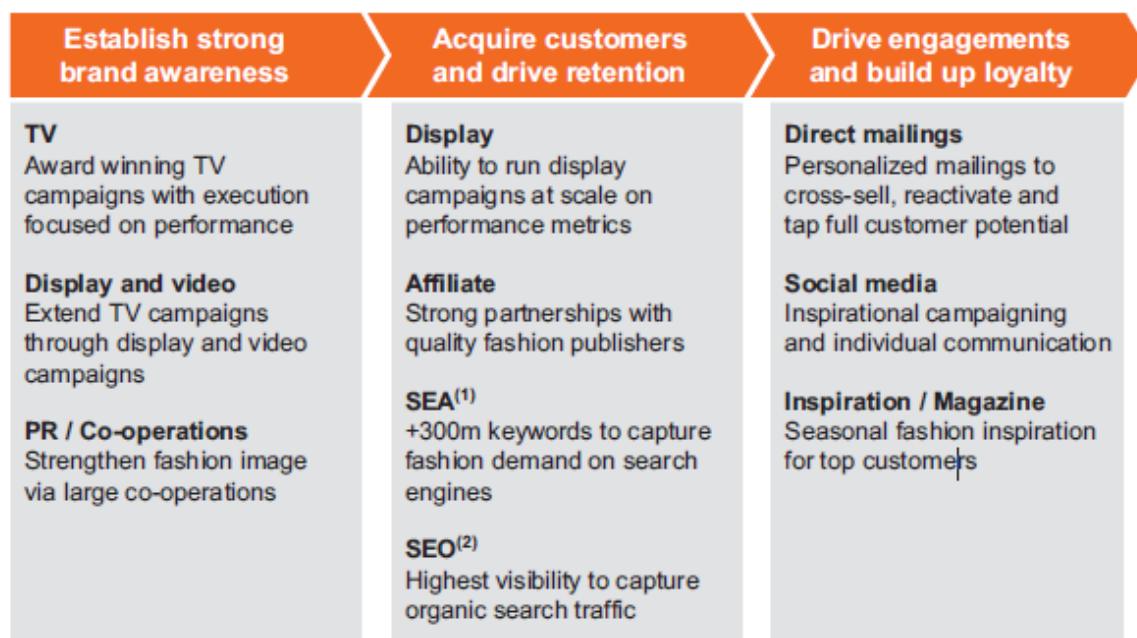 Establish strong
brand awareness
Acquire customers
and drive retention
Drive engagements
and build up loyalty
TV
Award winning TV
campaigns with execution
focused on performance
Display and video
Extend TV campaigns
through display and video
campaigns
PR / Co-operations
Strengthen fashion image
via large co-operations
Display
Ability to run display
campaigns at scale on
performance metrics
Affiliate
Strong partnerships with
quality fashion publishers
SEA(1)
+300m keywords to capture
fashion demand on search
engines
SEO(2)
Highest visibility to capture
organic search traffic
Direct mailings
Personalized mailings to
cross-sell, reactivate and
tap full customer potential
Social media
Inspirational campaigning
and individual communication
Inspiration / Magazine
Seasonal fashion inspiration
for top customers